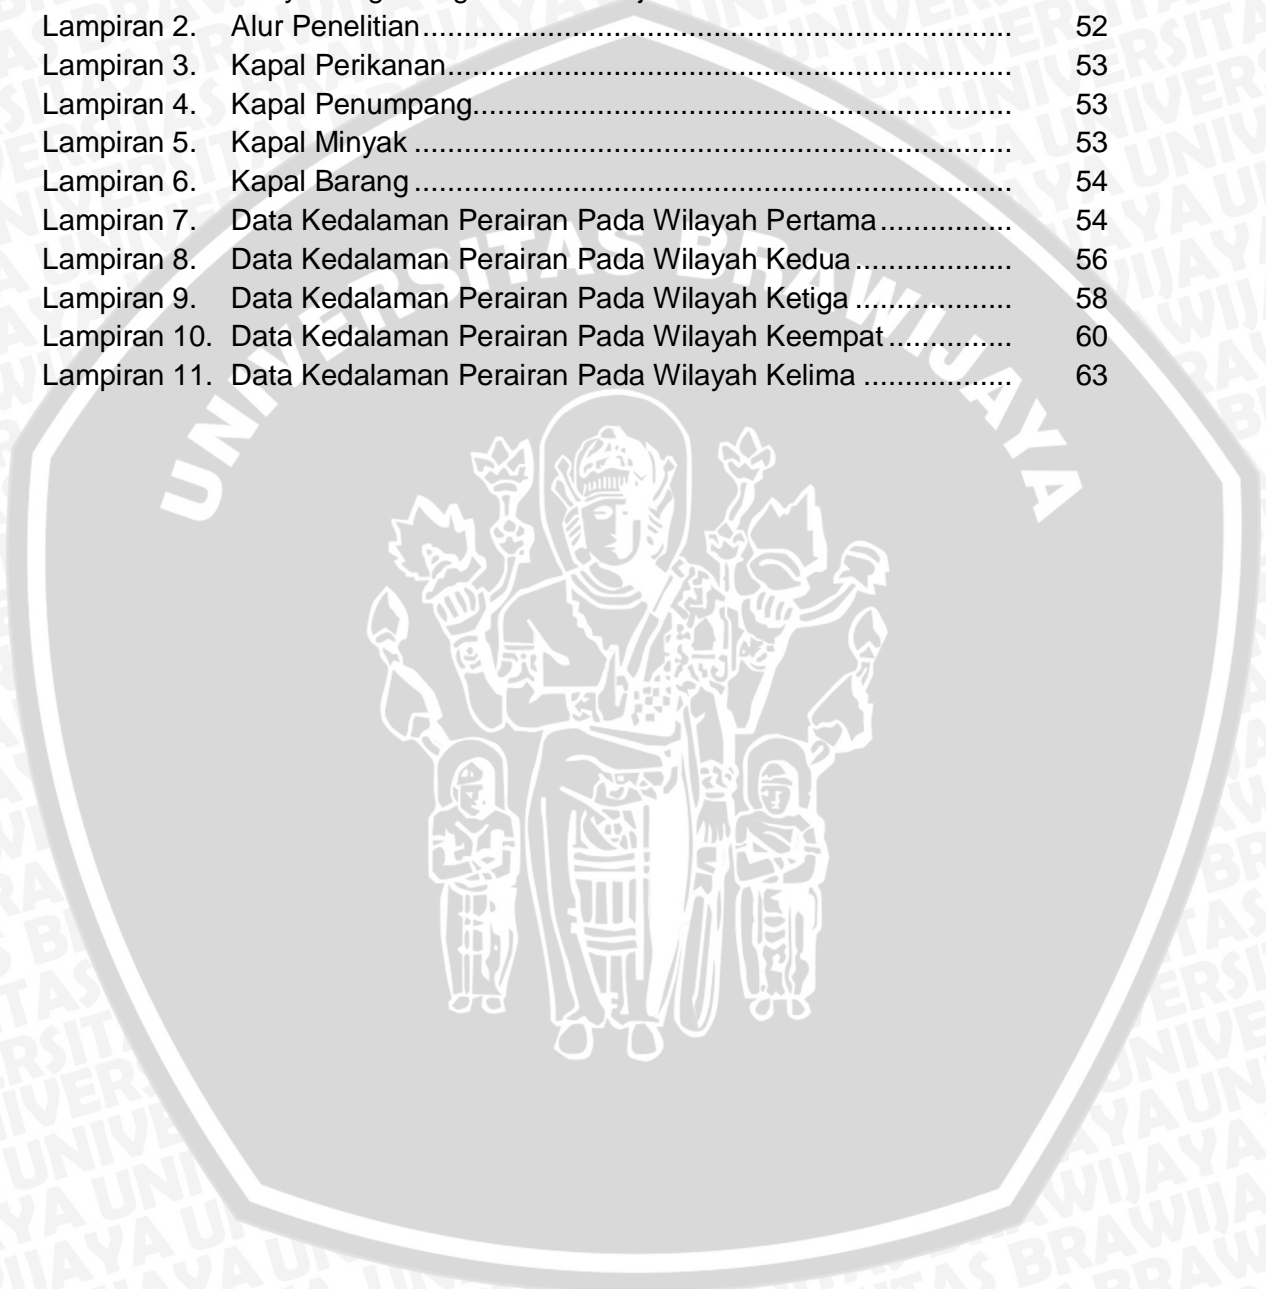 Lampiran 2. Alur Penelitian....................................................................... 52
Lampiran 3. Kapal Perikanan.................................................................... 53
Lampiran 4. Kapal Penumpang................................................................. 53
Lampiran 5. Kapal Minyak ........................................................................ 53
Lampiran 6. Kapal Barang ........................................................................ 54
Lampiran 7. Data Kedalaman Perairan Pada Wilayah Pertama................ 54
Lampiran 8. Data Kedalaman Perairan Pada Wilayah Kedua ................... 56
Lampiran 9. Data Kedalaman Perairan Pada Wilayah Ketiga ................... 58
Lampiran 10. Data Kedalaman Perairan Pada Wilayah Keempat ............... 60
Lampiran 11. Data Kedalaman Perairan Pada Wilayah Kelima .................. 63
UNIVERSITAS BRAWIJAYA